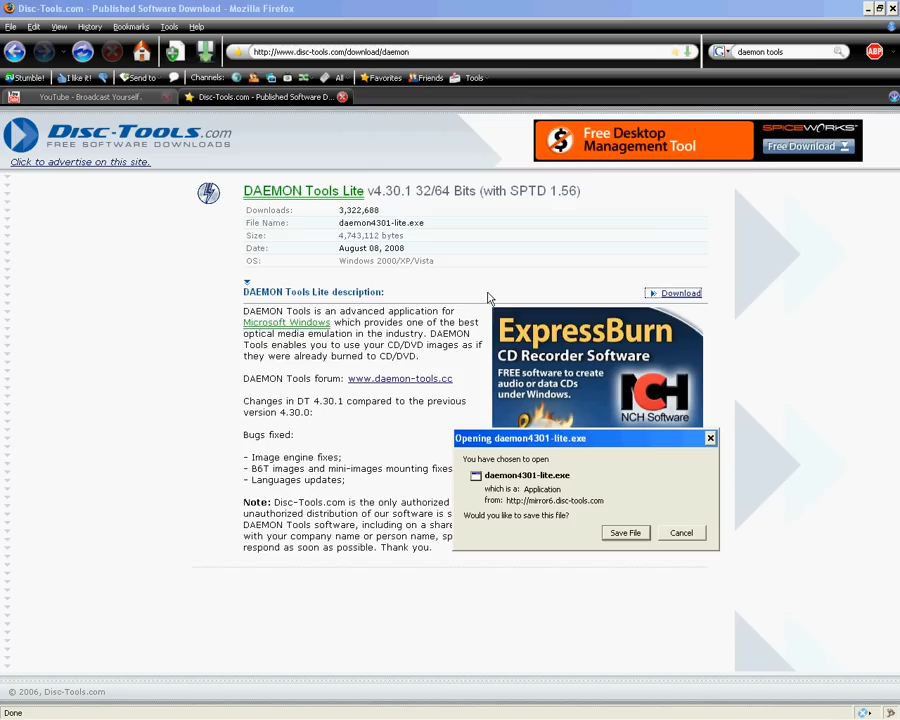 Disc-Tools.com - Published Software Download - Mozilla Firefox
File Edit View History Bookmarks Tools Help
http://www.disc-tools.com/download/daemon
daemon tools
ABP
Stumble! I like it! Send to Channels: All Favorites Friends Tools
YouTube - Broadcast Yourself.
Disc-Tools.com - Published Software D...
DISC-TOOLS.COM
FREE SOFTWARE DOWNLOADS
Click to advertise on this site.
Free Desktop
Management Tool
SPICEWORKS
Free Download
DAEMON Tools Lite v4.30.1 32/64 Bits (with SPTD 1.56)
Downloads: 3,322,688
File Name: daemon4301-lite.exe
Size: 4,743,112 bytes
Date: August 08, 2008
OS: Windows 2000/XP/Vista
DAEMON Tools Lite description:
Download
DAEMON Tools is an advanced application for
Microsoft Windows which provides one of the best
optical media emulation in the industry. DAEMON
Tools enables you to use your CD/DVD images as if
they were already burned to CD/DVD.
DAEMON Tools forum: www.daemon-tools.cc
Changes in DT 4.30.1 compared to the previous
version 4.30.0:
Bugs fixed:
- Image engine fixes;
- B6T images and mini-images mounting fixes
- Languages updates;
Note: Disc-Tools.com is the only authorized
unauthorized distribution of our software is s
DAEMON Tools software, including on a share
with your company name or person name, sp
respond as soon as possible. Thank you.
ExpressBurn
CD Recorder Software
FREE software to create
audio or data CDs
under Windows.
NCH
NCH Software
Opening daemon4301-lite.exe
You have chosen to open
daemon4301-lite.exe
which is a: Application
from: http://mirror6.disc-tools.com
Would you like to save this file?
Save File
Cancel
© 2006, Disc-Tools.com
Done